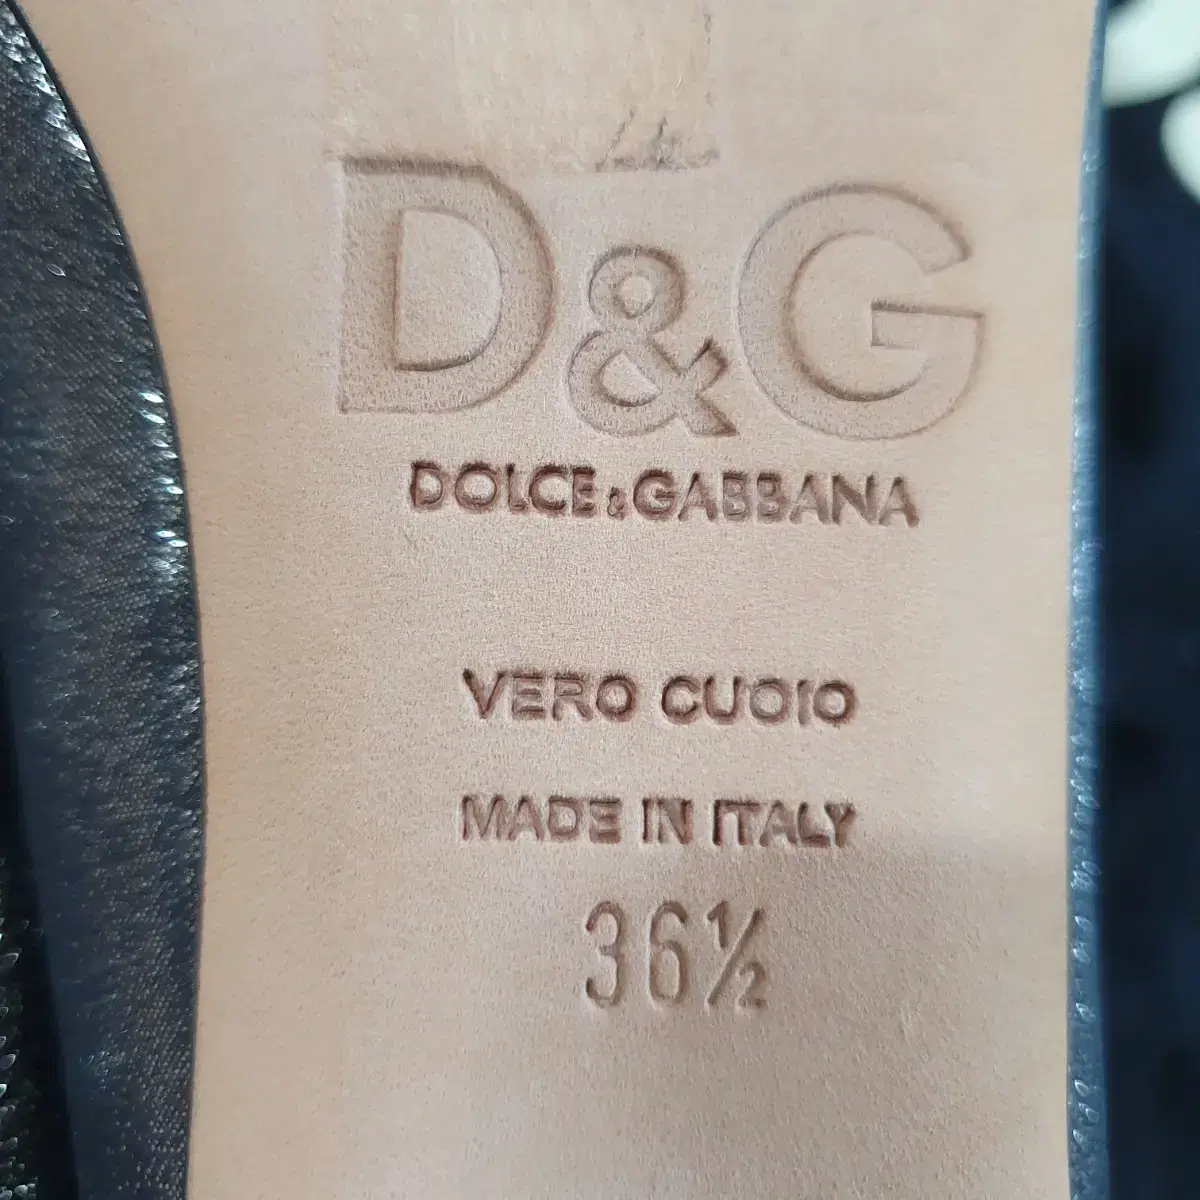 D&G
DOLCE&GABBANA
VERO CUOIO
MADE IN ITALY
36½